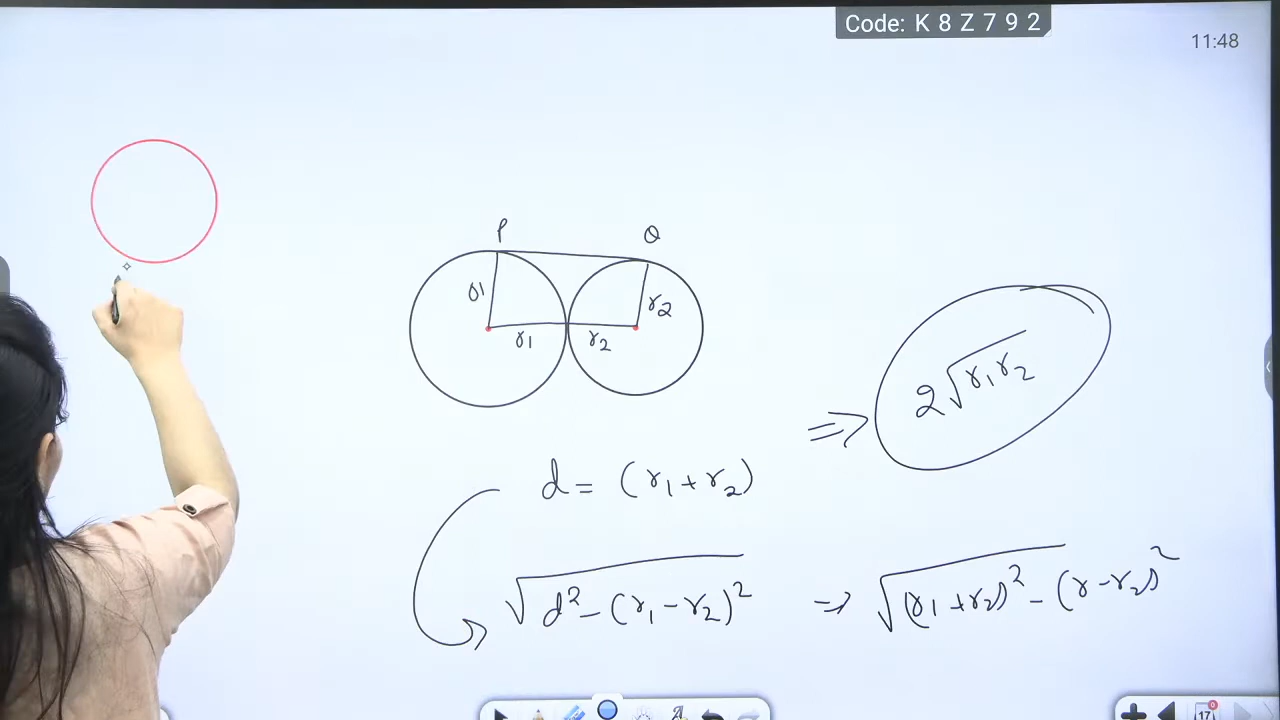 Code: K 8 Z 7 9 2
11:48
P Q
r1 r2
r1 r2
2√r1r2
d = (r1 + r2)
⇒
√d² - (r1 - r2)² ⇒ √(r1 + r2)² - (r - r2)²
17